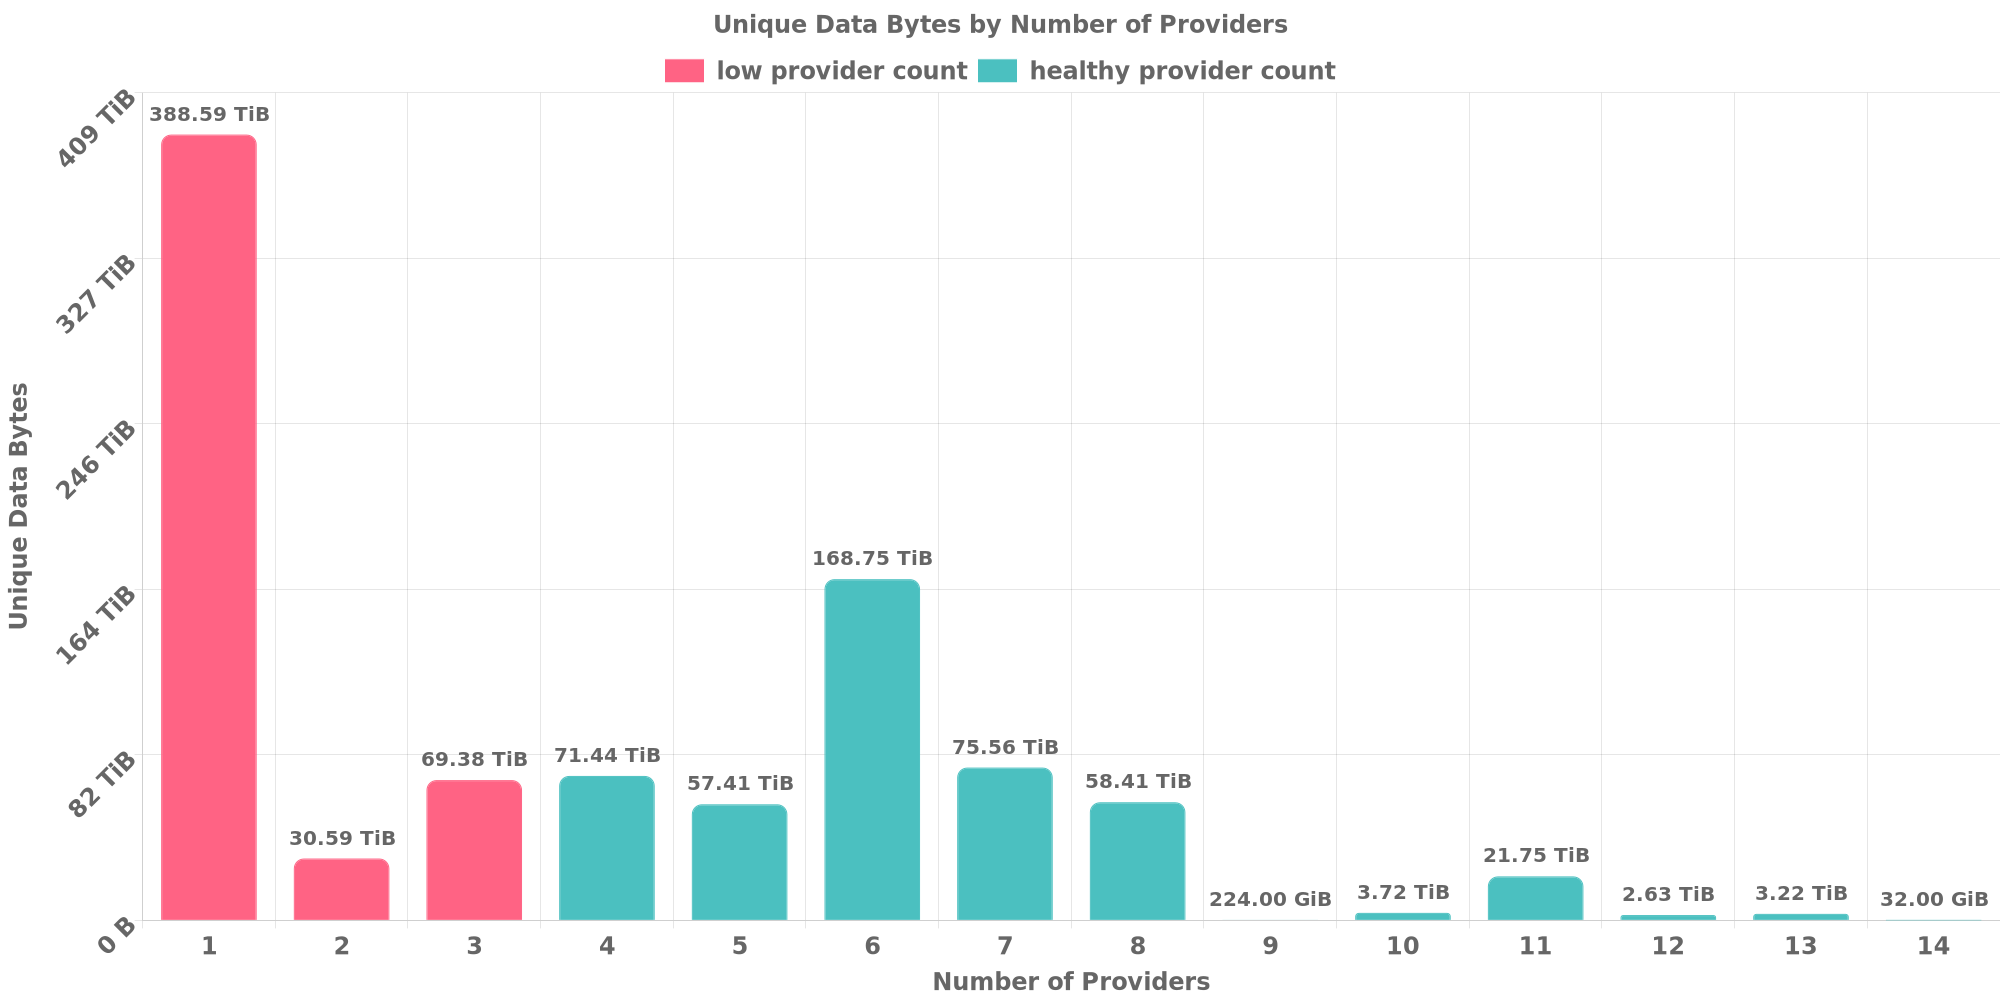 Unique Data Bytes by Number of Providers
low provider count healthy provider count
Unique Data Bytes
409 TiB
327 TiB
246 TiB
164 TiB
82 TiB
0 B
388.59 TiB
30.59 TiB
69.38 TiB
71.44 TiB
57.41 TiB
168.75 TiB
75.56 TiB
58.41 TiB
224.00 GiB
3.72 TiB
21.75 TiB
2.63 TiB
3.22 TiB
32.00 GiB
1 2 3 4 5 6 7 8 9 10 11 12 13 14
Number of Providers